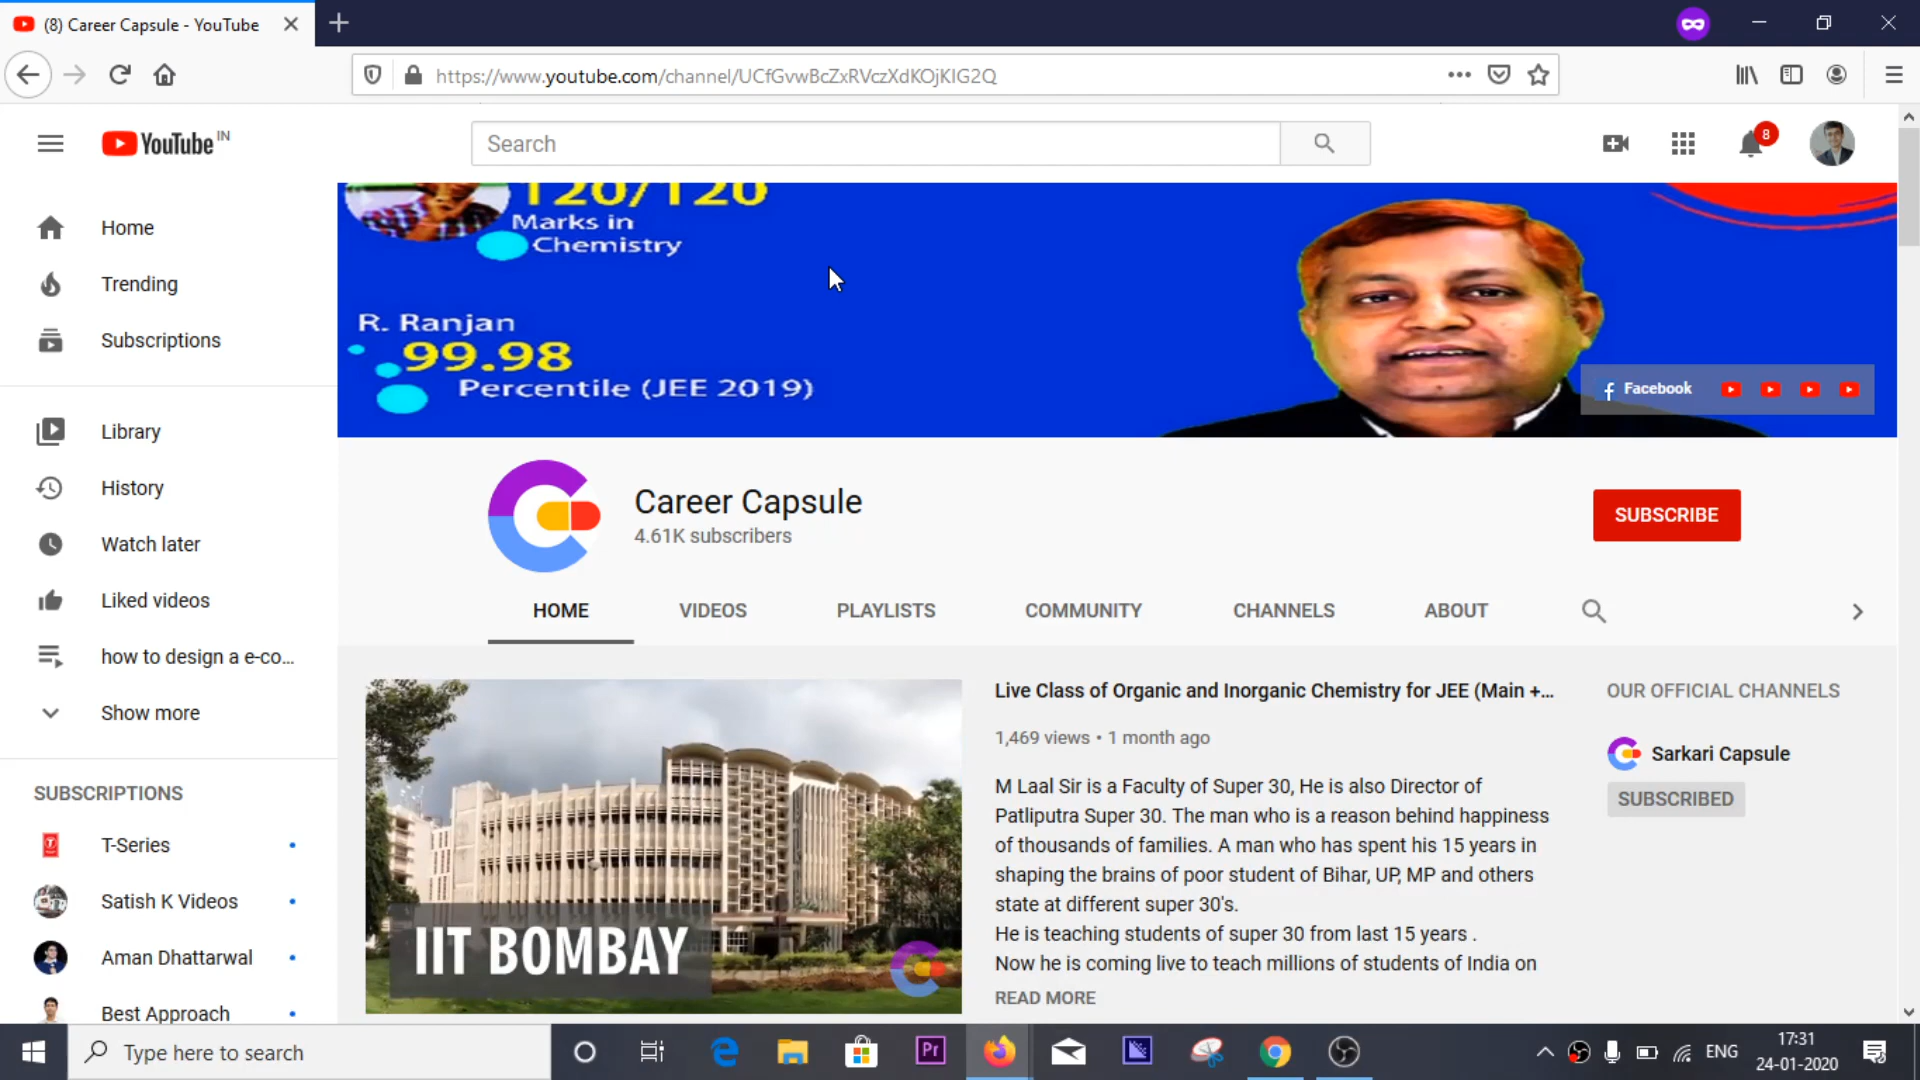 (8) Career Capsule - YouTube
https://www.youtube.com/channel/UCfGvwBcZxRVczXdKOjKIG2Q
YouTube IN
Search
8
Home
Trending
Subscriptions
Library
History
Watch later
Liked videos
how to design a e-co...
Show more
SUBSCRIPTIONS
T-Series
Satish K Videos
Aman Dhattarwal
Best Approach
120/120
Marks in
Chemistry
R. Ranjan
99.98
Percentile (JEE 2019)
Facebook
Career Capsule
4.61K subscribers
SUBSCRIBE
HOME
VIDEOS
PLAYLISTS
COMMUNITY
CHANNELS
ABOUT
IIT BOMBAY
Live Class of Organic and Inorganic Chemistry for JEE (Main +...
1,469 views • 1 month ago
M Laal Sir is a Faculty of Super 30, He is also Director of
Patliputra Super 30. The man who is a reason behind happiness
of thousands of families. A man who has spent his 15 years in
shaping the brains of poor student of Bihar, UP, MP and others
state at different super 30's.
He is teaching students of super 30 from last 15 years .
Now he is coming live to teach millions of students of India on
READ MORE
OUR OFFICIAL CHANNELS
Sarkari Capsule
SUBSCRIBED
Type here to search
Pr
ENG
17:31
24-01-2020